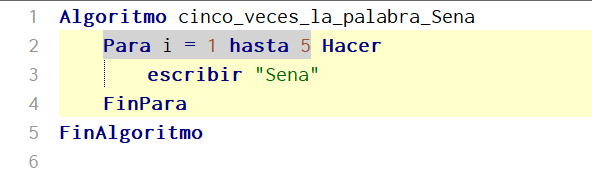 1 Algoritmo cinco_veces_la_palabra_Sena
2 Para i = 1 hasta 5 Hacer
3 escribir "Sena"
4 FinPara
5 FinAlgoritmo
6